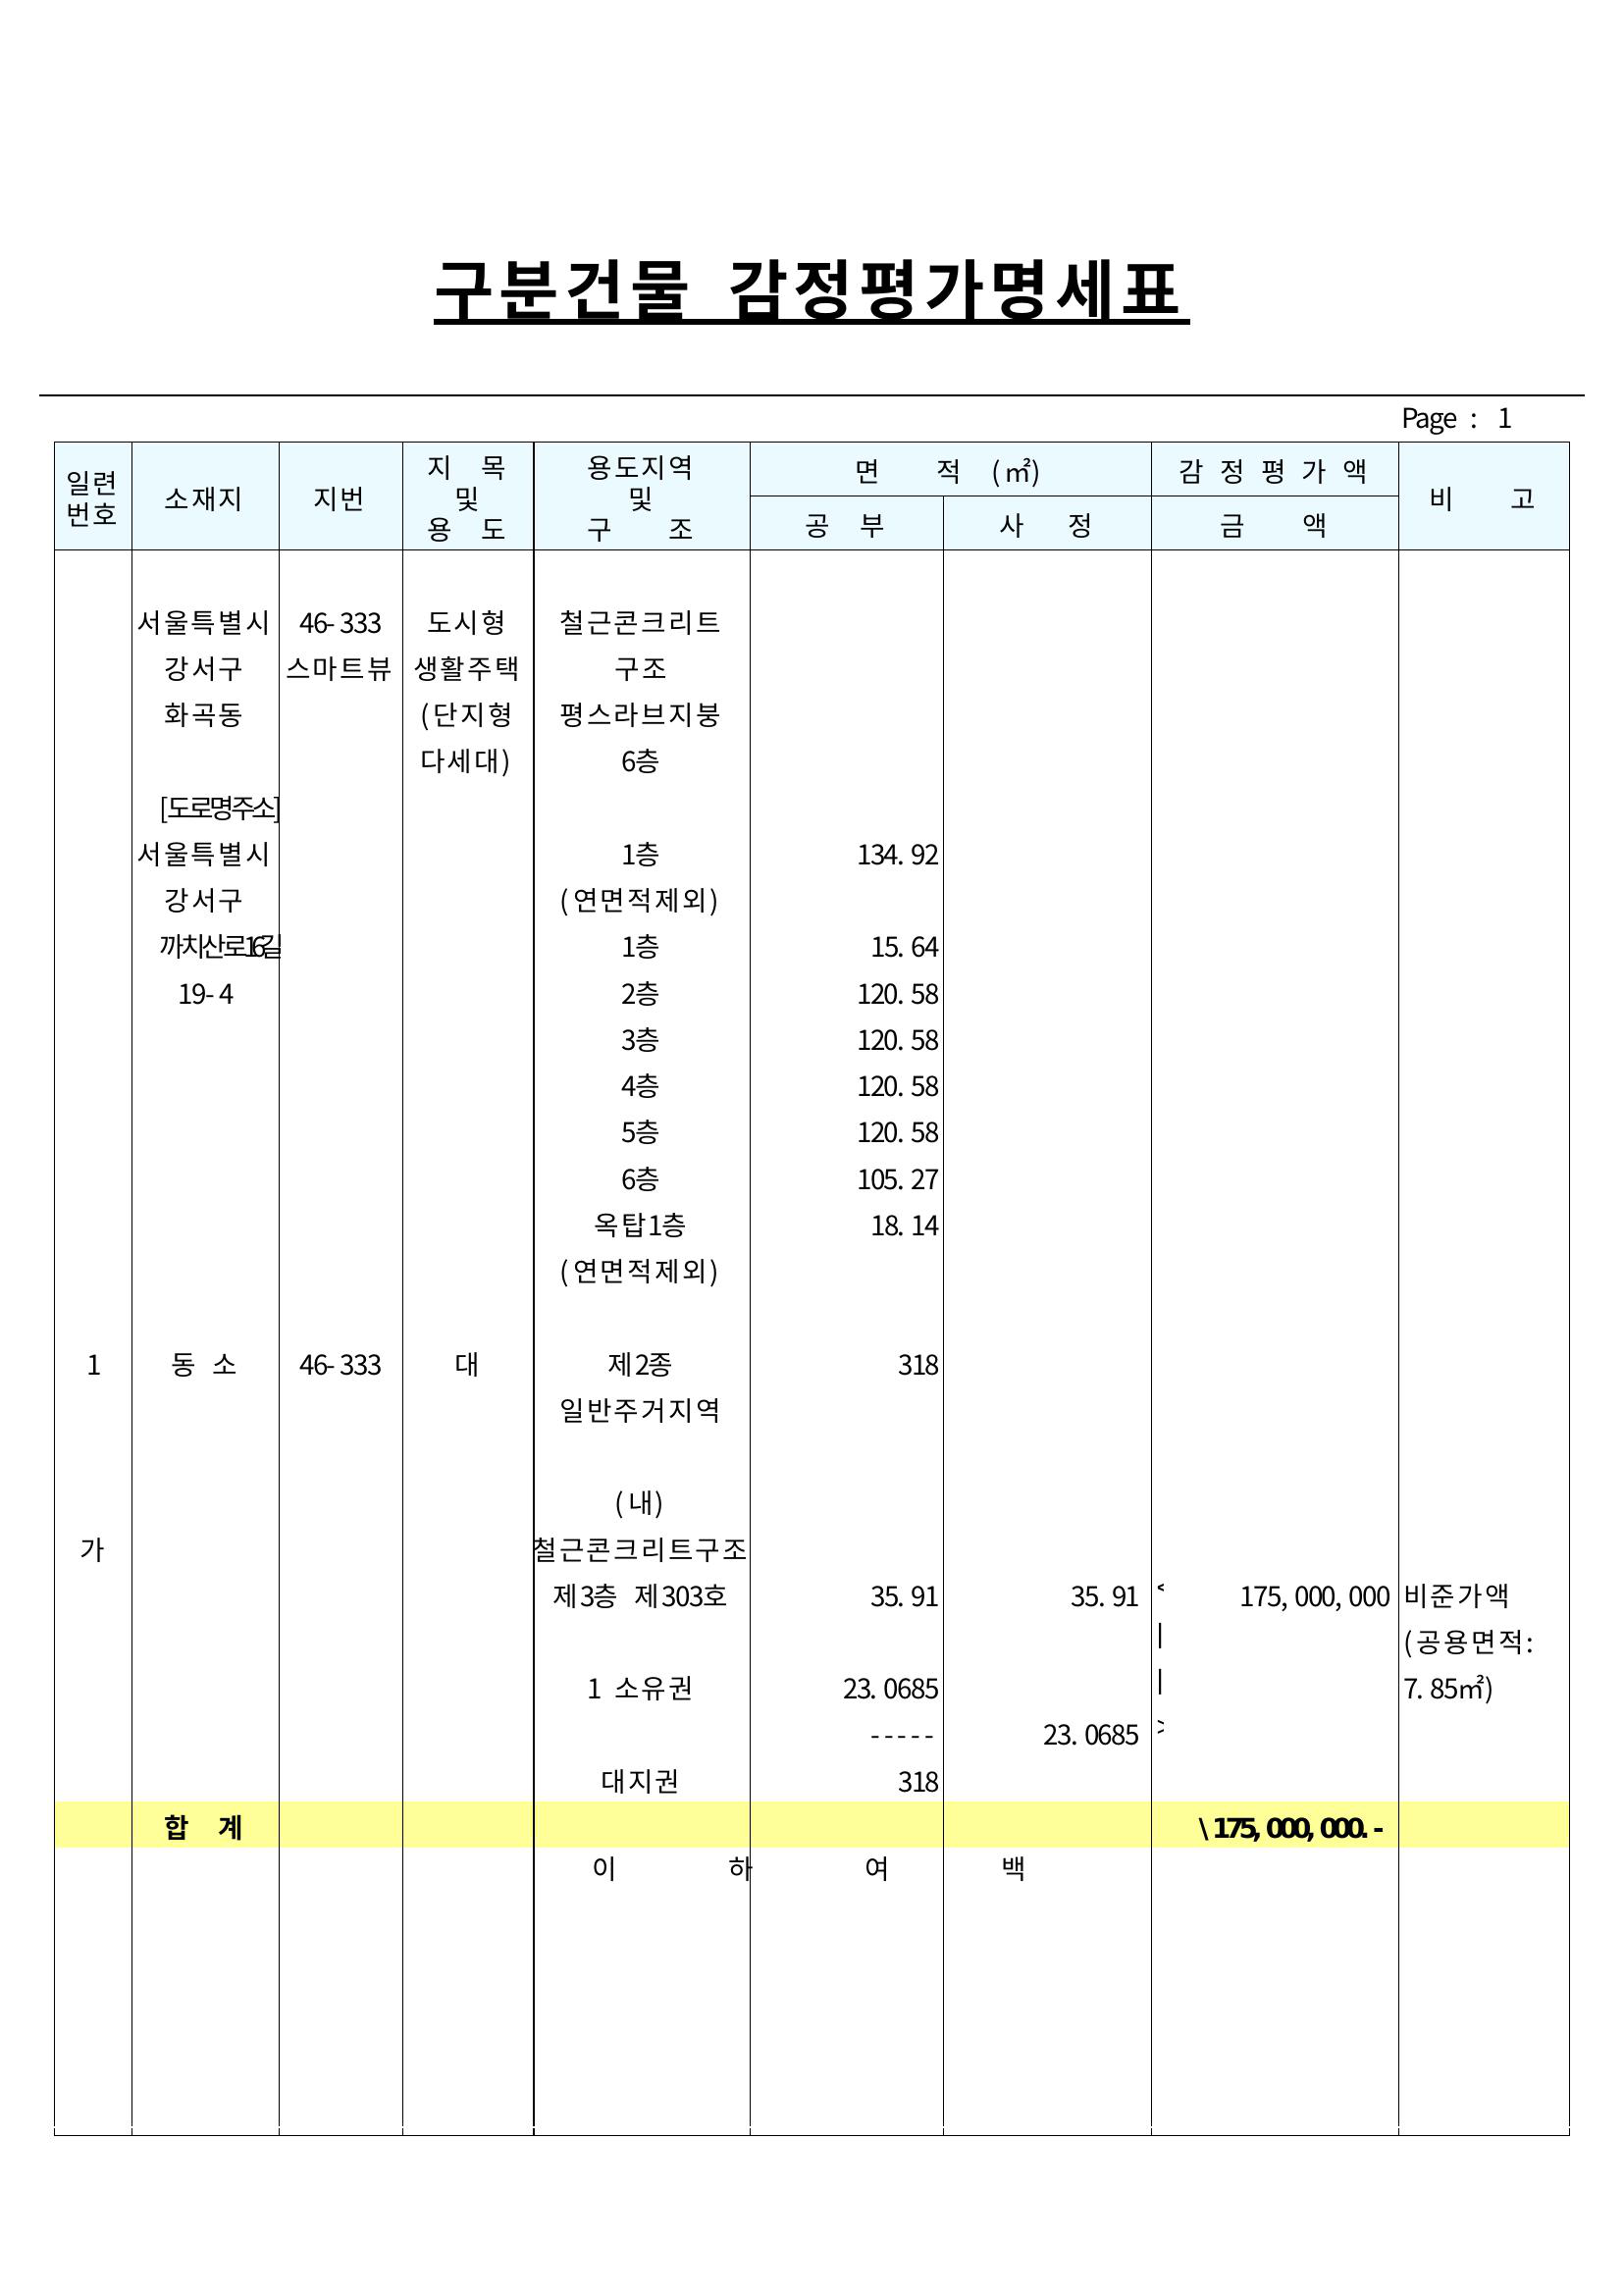 구분건물 감정평가명세표
Page : 1
일련번호 소재지 지번 지 목 및 용 도 용도지역 및 구 조 면 적 (㎡) 감 정 평 가 액 비 고
공 부 사 정 금 액
서울특별시 46-333 도시형 철근콘크리트
강서구 스마트뷰 생활주택 구조
화곡동 (단지형 평스라브지붕
다세대) 6층
[도로명주소]
서울특별시 1층 134.92
강서구 (연면적제외)
까치산로16길 1층 15.64
19-4 2층 120.58
3층 120.58
4층 120.58
5층 120.58
6층 105.27
옥탑1층 18.14
(연면적제외)
1 동 소 46-333 대 제2종 318
일반주거지역
(내)
가 철근콘크리트구조
제3층 제303호 35.91 35.91 < 175,000,000 비준가액
| (공용면적:
1 소유권 23.0685 | 7.85㎡)
----- 23.0685 >
대지권 318
합 계 \175,000,000.-
이 하 여 백